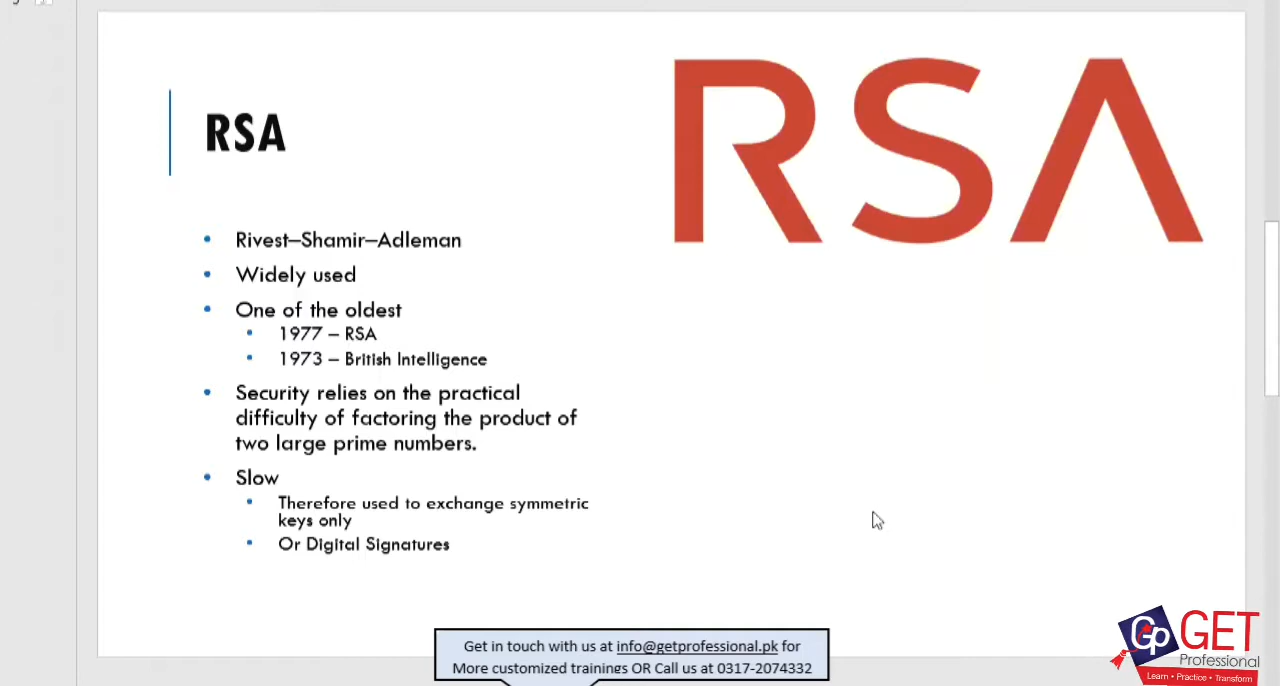 RSA
RSA
Rivest–Shamir–Adleman
Widely used
One of the oldest
1977 – RSA
1973 – British Intelligence
Security relies on the practical
difficulty of factoring the product of
two large prime numbers.
Slow
Therefore used to exchange symmetric
keys only
Or Digital Signatures
Get in touch with us at info@getprofessional.pk for
More customized trainings OR Call us at 0317-2074332
Gp GET
Professional
Learn • Practice • Transform